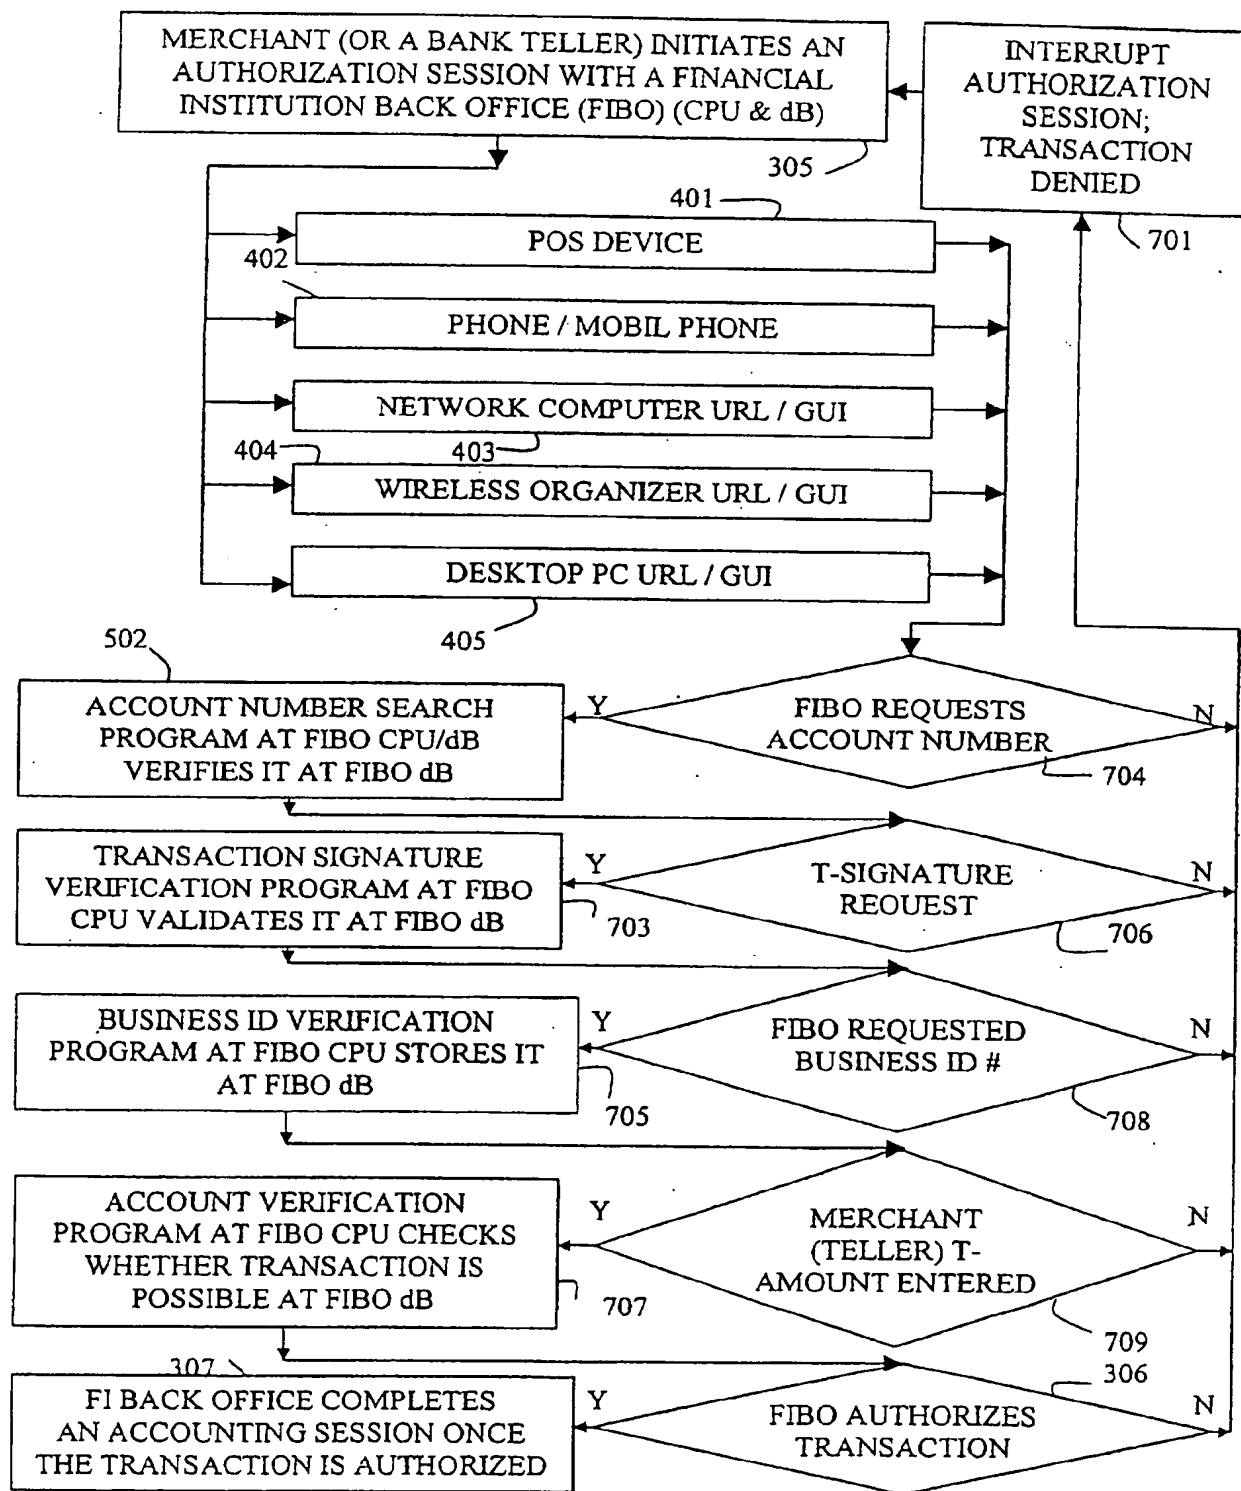 MERCHANT (OR A BANK TELLER) INITIATES AN
AUTHORIZATION SESSION WITH A FINANCIAL
INSTITUTION BACK OFFICE (FIBO) (CPU & dB)
305
INTERRUPT
AUTHORIZATION
SESSION;
TRANSACTION
DENIED
701
401
POS DEVICE
402
PHONE / MOBIL PHONE
NETWORK COMPUTER URL / GUI
403
404
WIRELESS ORGANIZER URL / GUI
DESKTOP PC URL / GUI
405
502
ACCOUNT NUMBER SEARCH
PROGRAM AT FIBO CPU/dB
VERIFIES IT AT FIBO dB
Y
FIBO REQUESTS
ACCOUNT NUMBER
N
704
TRANSACTION SIGNATURE
VERIFICATION PROGRAM AT FIBO
CPU VALIDATES IT AT FIBO dB
703
Y
T-SIGNATURE
REOUEST
N
706
BUSINESS ID VERIFICATION
PROGRAM AT FIBO CPU STORES IT
AT FIBO dB
705
Y
FIBO REQUESTED
BUSINESS ID #
N
708
ACCOUNT VERIFICATION
PROGRAM AT FIBO CPU CHECKS
WHETHER TRANSACTION IS
POSSIBLE AT FIBO dB
707
Y
MERCHANT
(TELLER) T-
AMOUNT ENTERED
N
709
307
FI BACK OFFICE COMPLETES
AN ACCOUNTING SESSION ONCE
THE TRANSACTION IS AUTHORIZED
Y
FIBO AUTHORIZES
TRANSACTION
306
N